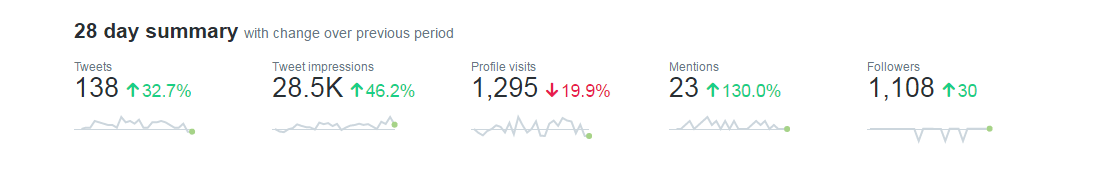 28 day summary with change over previous period
Tweets Tweet impressions Profile visits Mentions Followers
138 ↑32.7% 28.5K ↑46.2% 1,295 ↓19.9% 23 ↑130.0% 1,108 ↑30